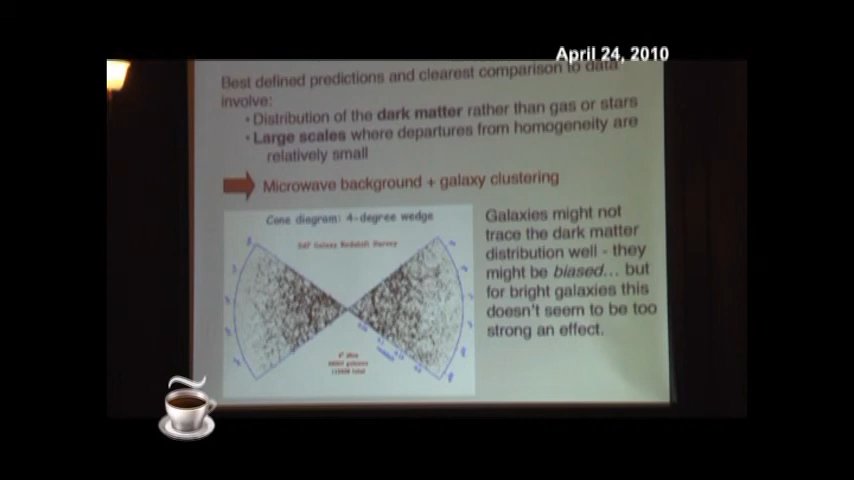 April 24, 2010
Best defined predictions and clearest comparison to data
involve:
• Distribution of the dark matter rather than gas or stars
• Large scales where departures from homogeneity are
relatively small
Microwave background + galaxy clustering
Cone diagram: 4-degree wedge
Galaxy Redshift Survey
Galaxies might not
trace the dark matter
distribution well - they
might be biased... but
for bright galaxies this
doesn't seem to be too
strong an effect.